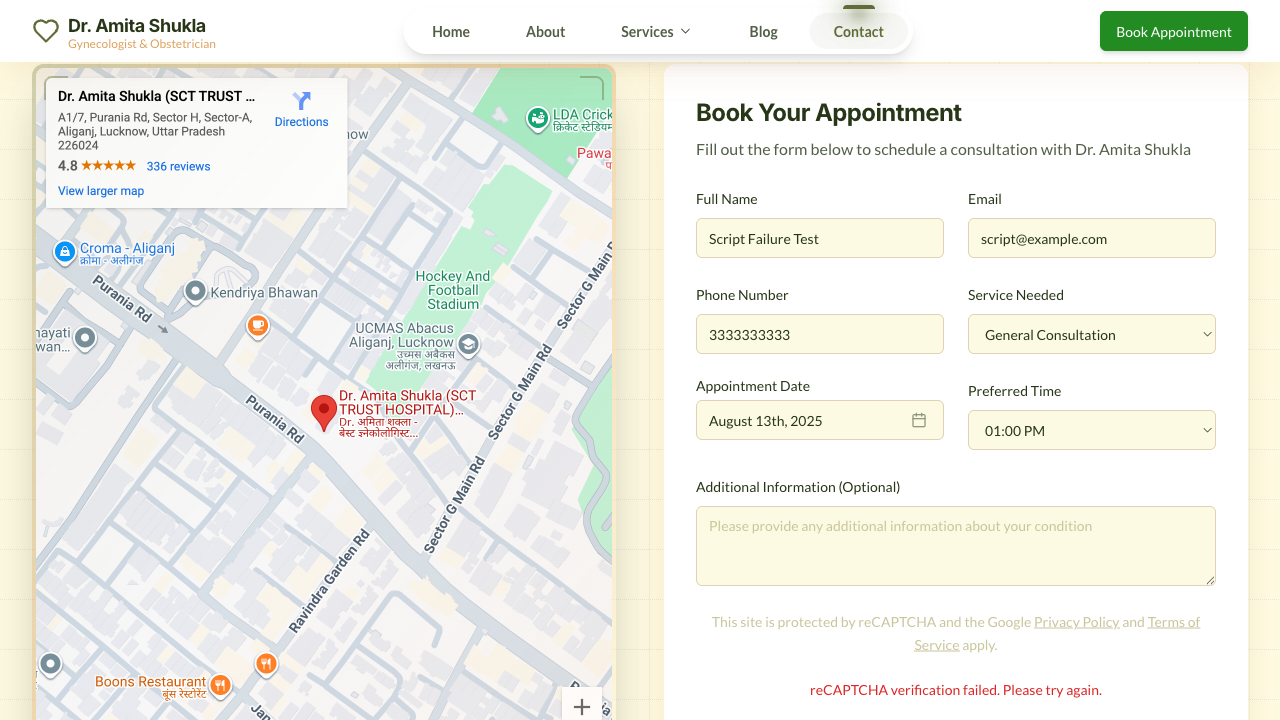 Dr. Amita Shukla
Gynecologist & Obstetrician
Home
About
Services
Blog
Contact
Book Appointment
Dr. Amita Shukla (SCT TRUST ...
A1/7, Purania Rd, Sector H, Sector-A,
Aliganj, Lucknow, Uttar Pradesh
226024
Directions
4.8
336 reviews
View larger map
LDA Crick
क्रिकेट स्टेडियम
Pawa
Croma - Aliganj
क्रोमा - अलीगंज
Kendriya Bhawan
Hockey And
Football
Stadium
Purania Rd
UCMAS Abacus
Aliganj, Lucknow
उच्मस अबैकस
अलीगंज, लखनऊ
Sector G Main R
Sector G Main Rd
Sector G Main Rd
Purania Rd
Dr. Amita Shukla (SCT
TRUST HOSPITAL)...
Dr. अमिता शुक्ला -
बेस्ट ज्ञ्नेकोलोगिस्ट...
Ravindra Garden Rd
Boons Restaurant
बूंस रेस्टोरेंट
Book Your Appointment
Fill out the form below to schedule a consultation with Dr. Amita Shukla
Full Name
Email
Script Failure Test
script@example.com
Phone Number
Service Needed
3333333333
General Consultation
Appointment Date
Preferred Time
August 13th, 2025
01:00 PM
Additional Information (Optional)
Please provide any additional information about your condition
This site is protected by reCAPTCHA and the Google Privacy Policy and Terms of
Service apply.
reCAPTCHA verification failed. Please try again.